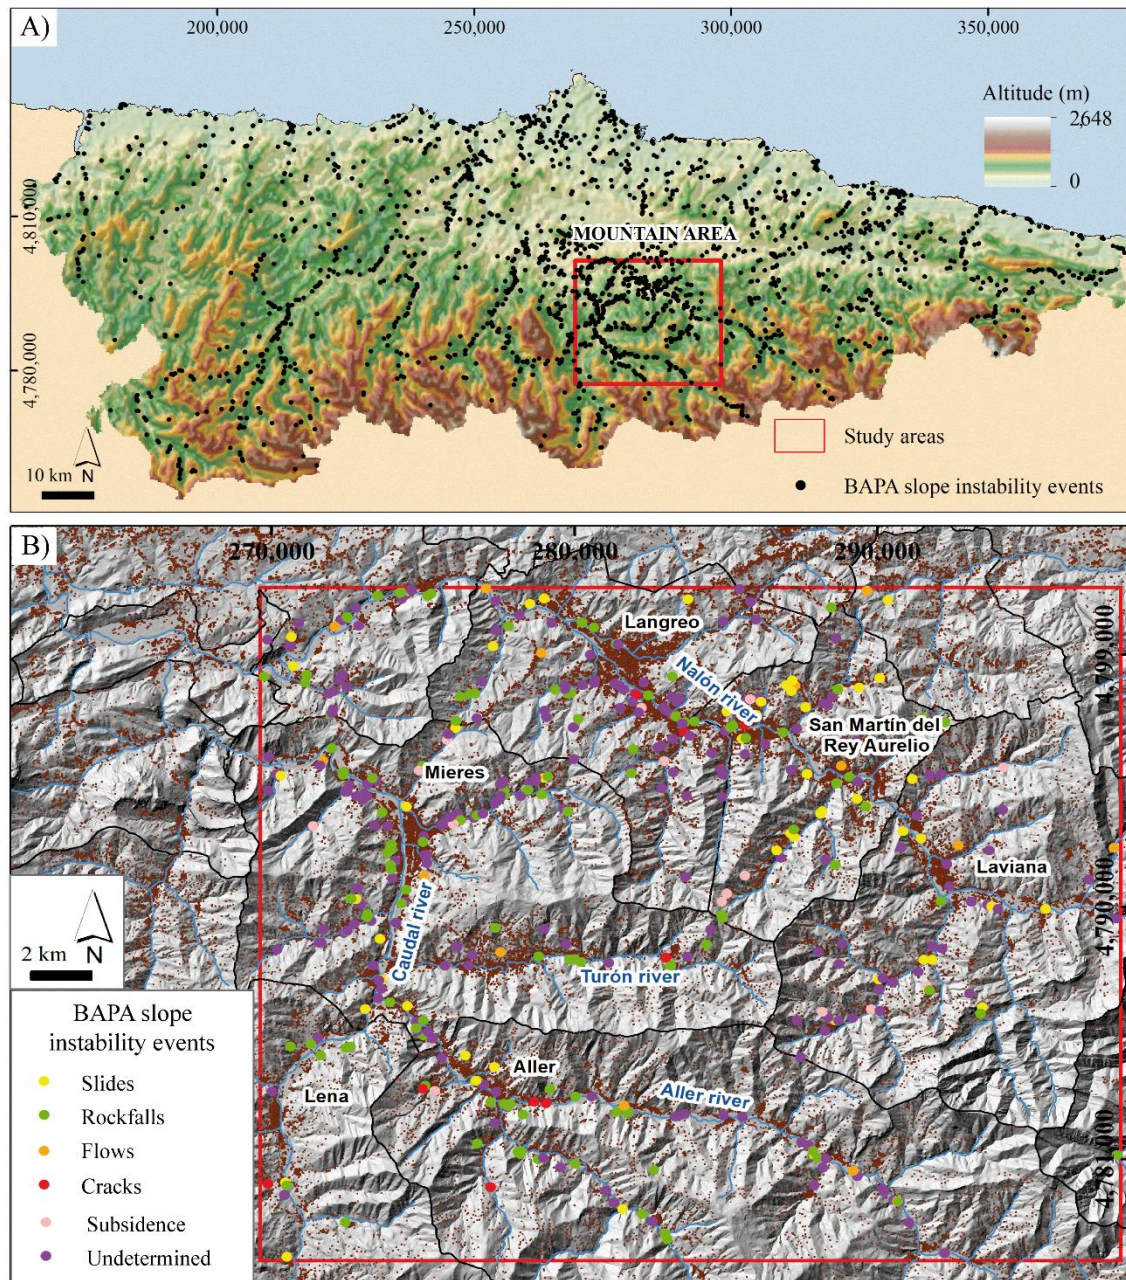 A)
200,000
250,000
300,000
350,000
Altitude (m)
2,648
0
4,810,000
4,780,000
MOUNTAIN AREA
10 km
N
Study areas
BAPA slope instability events
B)
270,000
280,000
290,000
4,799,000
4,790,000
4,781,000
Langreo
Nalón river
San Martín del
Rey Aurelio
Mieres
Laviana
Caudal river
Turón river
Aller
Lena
Aller river
N
2 km
BAPA slope
instability events
Slides
Rockfalls
Flows
Cracks
Subsidence
Undetermined